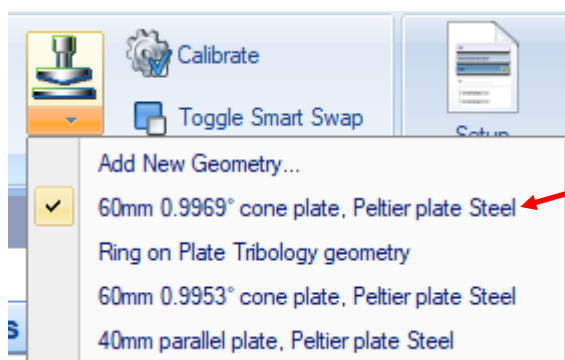 Calibrate
Toggle Smart Swap
Setup
Add New Geometry...
60mm 0.9969° cone plate, Peltier plate Steel
Ring on Plate Tribology geometry
60mm 0.9953° cone plate, Peltier plate Steel
40mm parallel plate, Peltier plate Steel
s